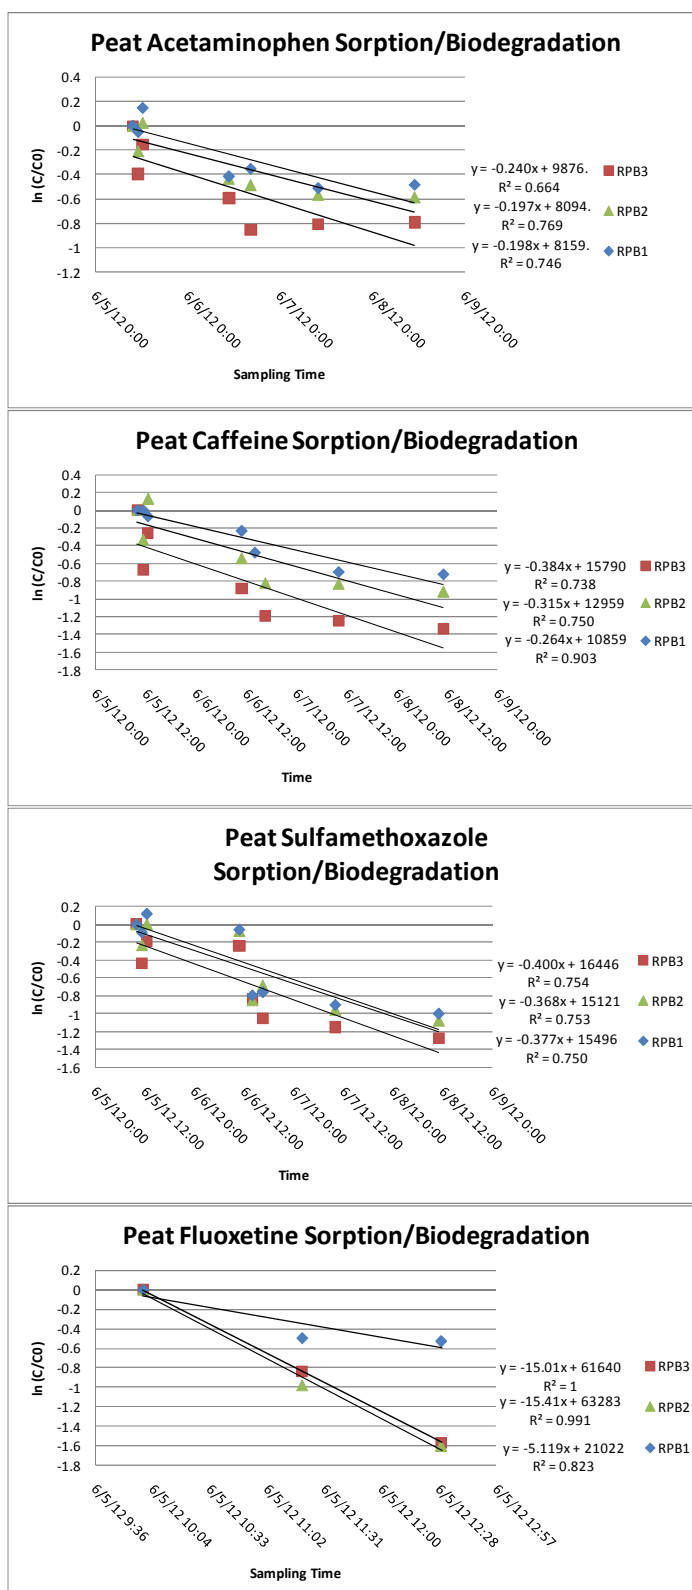 Peat Acetaminophen Sorption/Biodegradation
0.4
0.2
0
-0.2
-0.4
-0.6
-0.8
-1
-1.2
ln (C/C0)
y = -0.240x + 9876.
R² = 0.664
RPB3
y = -0.197x + 8094.
R² = 0.769
RPB2
y = -0.198x + 8159.
R² = 0.746
RPB1
6/5/12 0:00
6/6/12 0:00
6/7/12 0:00
6/8/12 0:00
6/9/12 0:00
Sampling Time
Peat Caffeine Sorption/Biodegradation
0.4
0.2
0
-0.2
-0.4
-0.6
-0.8
-1
-1.2
-1.4
-1.6
-1.8
ln (C/C0)
y = -0.384x + 15790
R² = 0.738
RPB3
y = -0.315x + 12959
R² = 0.750
RPB2
y = -0.264x + 10859
R² = 0.903
RPB1
6/5/12 0:00
6/5/12 12:00
6/6/12 0:00
6/6/12 12:00
6/7/12 0:00
6/7/12 12:00
6/8/12 0:00
6/8/12 12:00
6/9/12 0:00
Time
Peat Sulfamethoxazole
Sorption/Biodegradation
0.2
0
-0.2
-0.4
-0.6
-0.8
-1
-1.2
-1.4
-1.6
ln (C/C0)
y = -0.400x + 16446
R² = 0.754
RPB3
y = -0.368x + 15121
R² = 0.753
RPB2
y = -0.377x + 15496
R² = 0.750
RPB1
6/5/12 0:00
6/5/12 12:00
6/6/12 0:00
6/6/12 12:00
6/7/12 0:00
6/7/12 12:00
6/8/12 0:00
6/8/12 12:00
6/9/12 0:00
Time
Peat Fluoxetine Sorption/Biodegradation
0.2
0
-0.2
-0.4
-0.6
-0.8
-1
-1.2
-1.4
-1.6
-1.8
ln (C/C0)
y = -15.01x + 61640
R² = 1
RPB3
y = -15.41x + 63283
R² = 0.991
RPB2
y = -5.119x + 21022
R² = 0.823
RPB1
6/5/12 9:36
6/5/12 10:04
6/5/12 10:33
6/5/12 11:02
6/5/12 11:31
6/5/12 12:00
6/5/12 12:28
6/5/12 12:57
Sampling Time